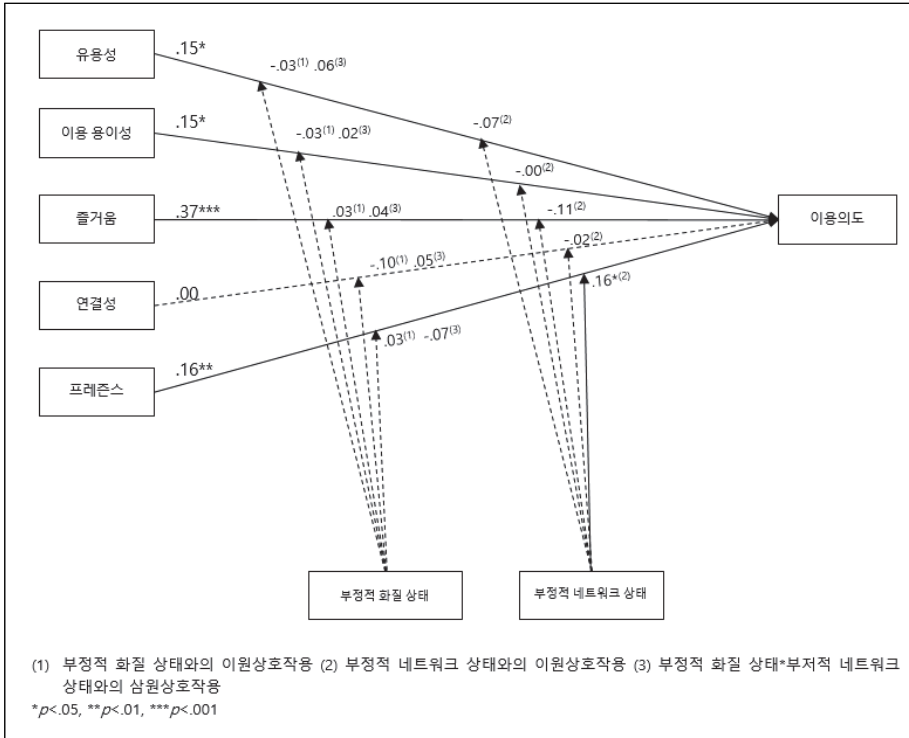 유용성
.15*
-.03⁽¹⁾ .06⁽³⁾
-.07⁽²⁾
이용 용이성
.15*
-.03⁽¹⁾ .02⁽³⁾
-.00⁽²⁾
즐거움
.37***
.03⁽¹⁾ .04⁽³⁾
-.11⁽²⁾
이용의도
연결성
.00
-.10⁽¹⁾ .05⁽³⁾
-.02⁽²⁾
프레즌스
.16**
.03⁽¹⁾ -.07⁽³⁾
.16*⁽²⁾
부정적 화질 상태
부정적 네트워크 상태
(1) 부정적 화질 상태와의 이원상호작용 (2) 부정적 네트워크 상태와의 이원상호작용 (3) 부정적 화질 상태*부저적 네트워크
상태와의 삼원상호작용
*p<.05, **p<.01, ***p<.001